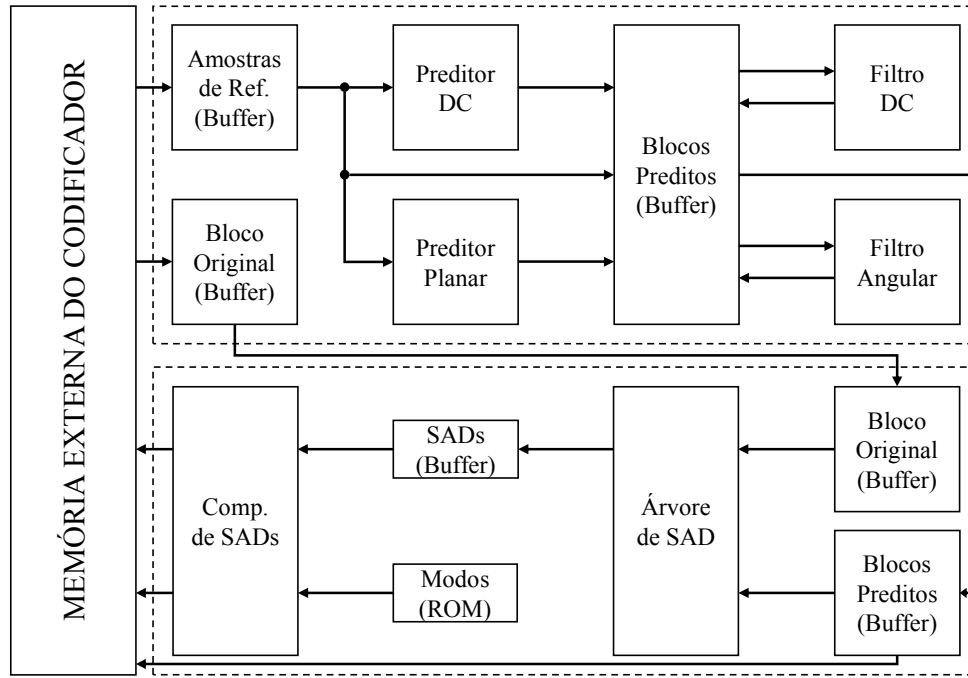 MEMÓRIA EXTERNA DO CODIFICADOR
Amostras
de Ref.
(Buffer)
Preditor
DC
Blocos
Preditos
(Buffer)
Filtro
DC
Bloco
Original
(Buffer)
Preditor
Planar
Filtro
Angular
Comp.
de SADs
SADs
(Buffer)
Modos
(ROM)
Árvore
de SAD
Bloco
Original
(Buffer)
Blocos
Preditos
(Buffer)